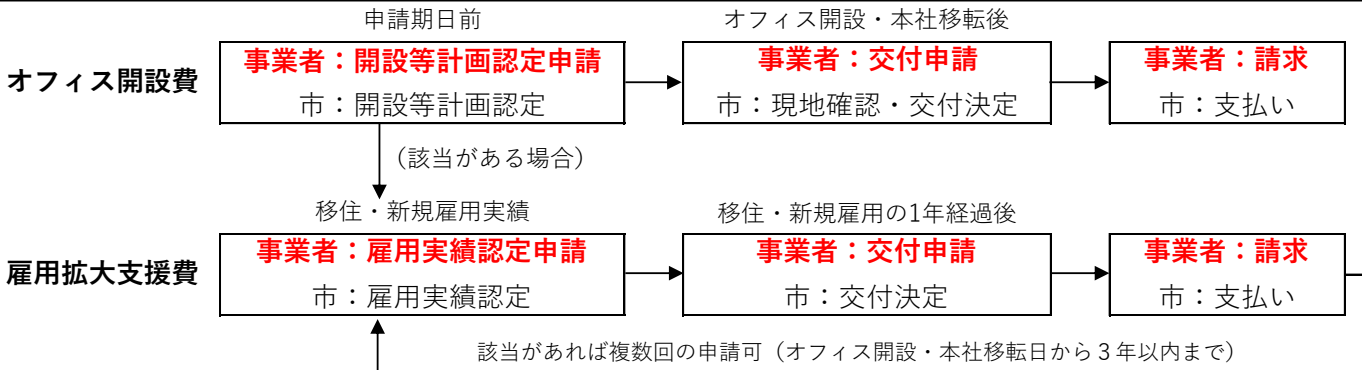 申請期日前
オフィス開設・本社移転後
オフィス開設費
事業者：開設等計画認定申請
市：開設等計画認定
事業者：交付申請
市：現地確認・交付決定
事業者：請求
市：支払い
（該当がある場合）
移住・新規雇用実績
移住・新規雇用の1年経過後
雇用拡大支援費
事業者：雇用実績認定申請
市：雇用実績認定
事業者：交付申請
市：交付決定
事業者：請求
市：支払い
該当があれば複数回の申請可（オフィス開設・本社移転日から３年以内まで）